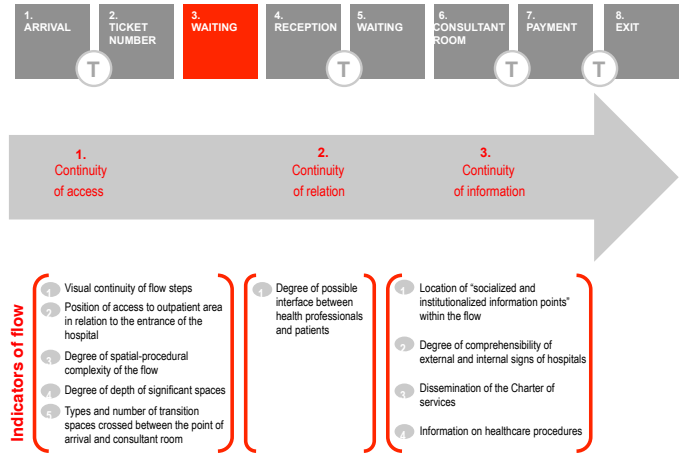 1.
ARRIVAL
2.
TICKET
NUMBER
3.
WAITING
4.
RECEPTION
5.
WAITING
6.
CONSULTANT
ROOM
7.
PAYMENT
8.
EXIT
T
T
T
T
1.
Continuity
of access
2.
Continuity
of relation
3.
Continuity
of information
Indicators of flow
1 Visual continuity of flow steps
2 Position of access to outpatient area
in relation to the entrance of the
hospital
3 Degree of spatial-procedural
complexity of the flow
4 Degree of depth of significant spaces
5 Types and number of transition
spaces crossed between the point of
arrival and consultant room
1 Degree of possible
interface between
health professionals
and patients
1 Location of “socialized and
institutionalized information points”
within the flow
2 Degree of comprehensibility of
external and internal signs of hospitals
3 Dissemination of the Charter of
services
4 Information on healthcare procedures